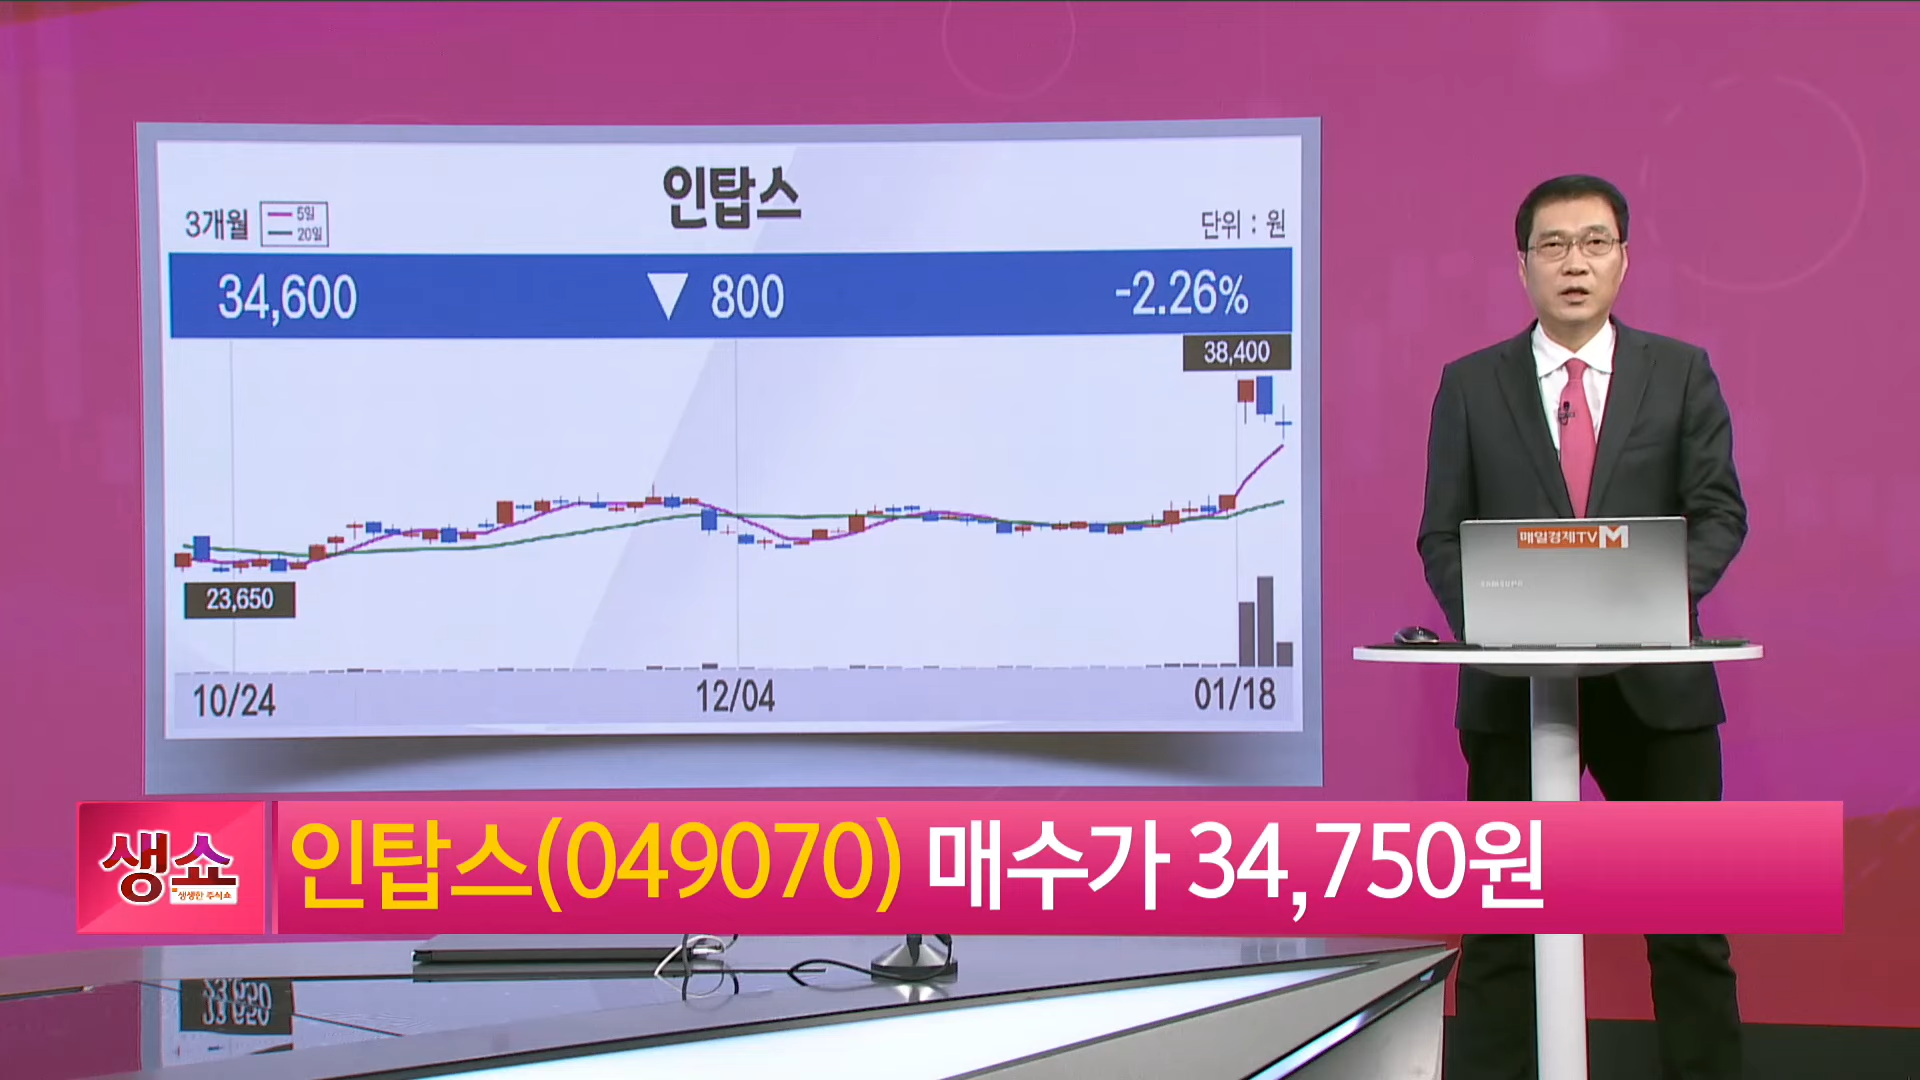 인탑스
3개월
5일
20일
단위 : 원
34,600 ▼ 800 -2.26%
38,400
23,650
10/24 12/04 01/18
매일경제TV M
SAMSUNG
생쇼
생생한 주식쇼
인탑스(049070) 매수가 34,750원